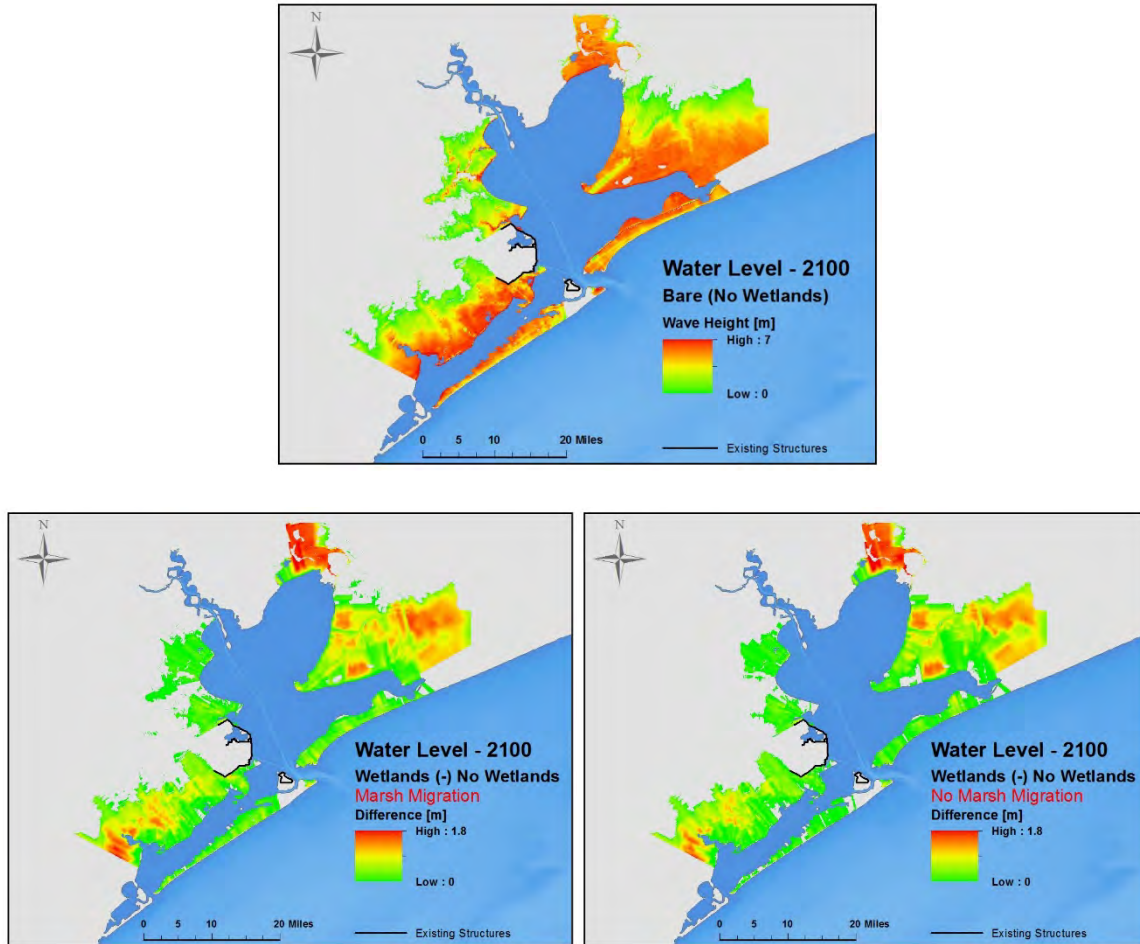 N
Water Level - 2100
Bare (No Wetlands)
Wave Height [m]
High : 7
Low : 0
0 5 10 20 Miles
Existing Structures
N
Water Level - 2100
Wetlands (-) No Wetlands
Marsh Migration
Difference [m]
High : 1.8
Low : 0
0 5 10 20 Miles
Existing Structures
N
Water Level - 2100
Wetlands (-) No Wetlands
No Marsh Migration
Difference [m]
High : 1.8
Low : 0
0 5 10 20 Miles
Existing Structures